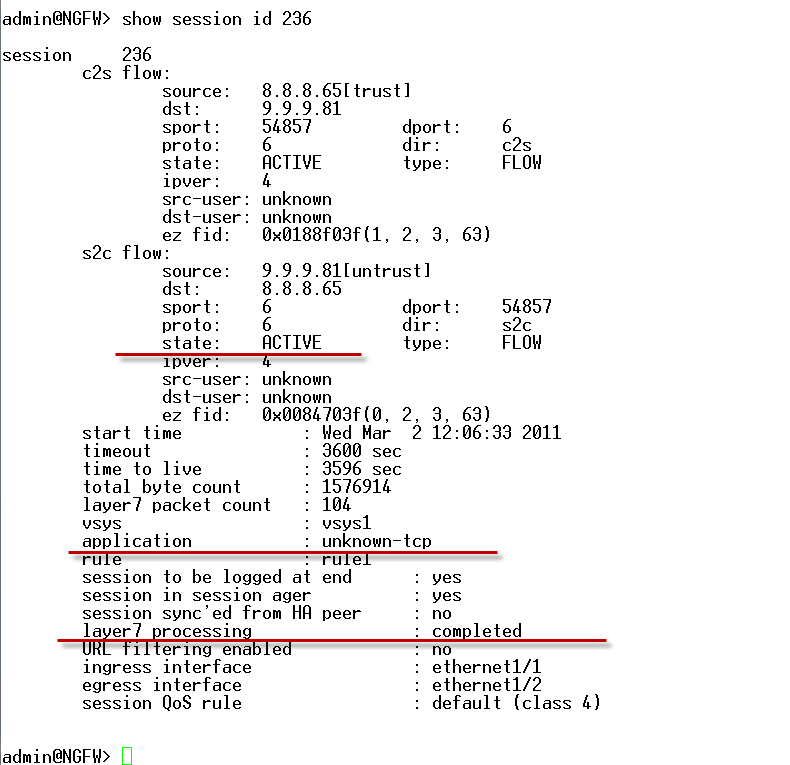 admin@NGFW> show session id 236
session 236
c2s flow:
source: 8.8.8.65[trust]
dst: 9.9.9.81
sport: 54857 dport: 6
proto: 6 dir: c2s
state: ACTIVE type: FLOW
ipver: 4
src-user: unknown
dst-user: unknown
ez fid: 0x0188f03f(1, 2, 3, 63)
s2c flow:
source: 9.9.9.81[untrust]
dst: 8.8.8.65
sport: 6 dport: 54857
proto: 6 dir: s2c
state: ACTIVE type: FLOW
ipver: 4
src-user: unknown
dst-user: unknown
ez fid: 0x0084703f(0, 2, 3, 63)
start time : Wed Mar 2 12:06:33 2011
timeout : 3600 sec
time to live : 3596 sec
total byte count : 1576914
layer7 packet count : 104
vsys : vsys1
application : unknown-tcp
rule : rule1
session to be logged at end : yes
session in session ager : yes
session sync'ed from HA peer : no
layer7 processing : completed
URL filtering enabled : no
ingress interface : ethernet1/1
egress interface : ethernet1/2
session QoS rule : default (class 4)
admin@NGFW>